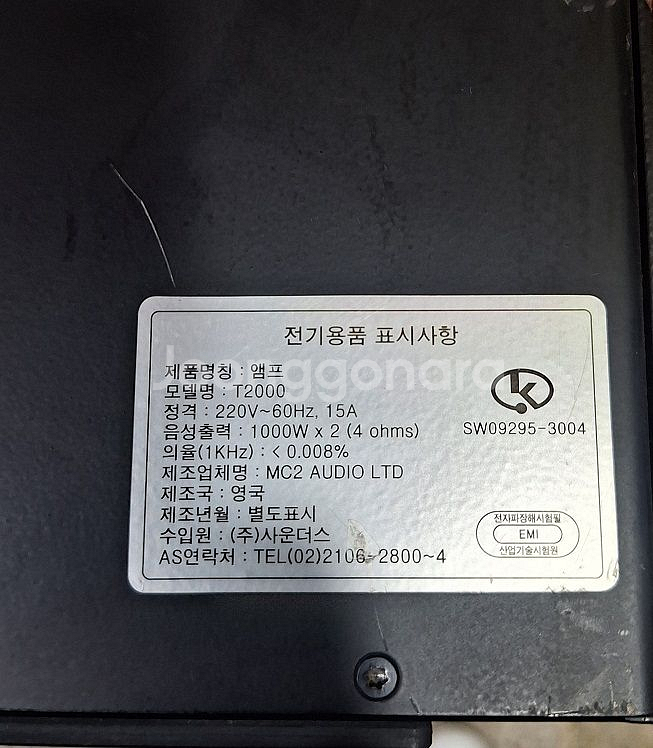 전기용품 표시사항
제품명칭 : 앰프
모델명 : T2000
정격 : 220V~60Hz, 15A
음성출력 : 1000W x 2 (4 ohms)
의율(1KHz) : < 0.008%
제조업체명 : MC2 AUDIO LTD
제조국 : 영국
제조년월 : 별도표시
수입원 : (주)사운더스
AS연락처 : TEL(02)2106-2800~4
SW09295-3004
전자파장해시험필
EMI
산업기술시험원
Joonggonara